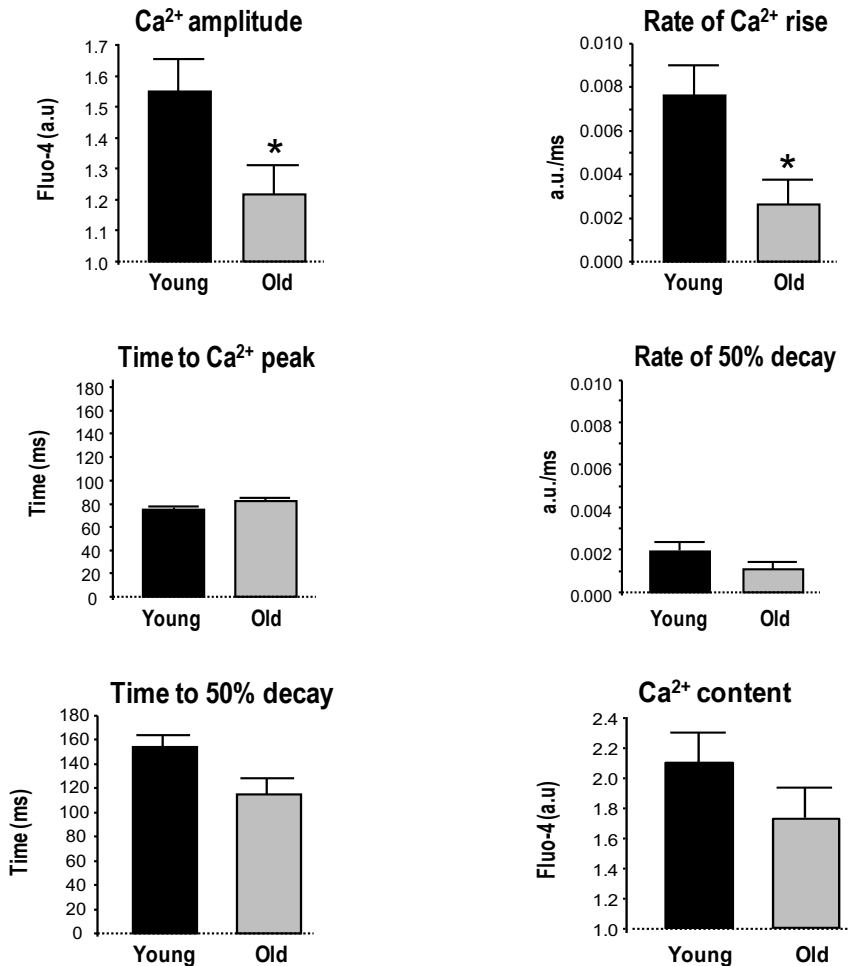 Ca²⁺ amplitude
Fluo-4 (a.u)
1.7
1.6
1.5
1.4
1.3
1.2
1.1
1.0
*
Young Old
Rate of Ca²⁺ rise
a.u./ms
0.010
0.008
0.006
0.004
0.002
0.000
*
Young Old
Time to Ca²⁺ peak
Time (ms)
180
160
140
120
100
80
60
40
20
0
Young Old
Rate of 50% decay
a.u./ms
0.010
0.008
0.006
0.004
0.002
0.000
Young Old
Time to 50% decay
Time (ms)
180
160
140
120
100
80
60
40
20
0
Young Old
Ca²⁺ content
Fluo-4 (a.u)
2.4
2.2
2.0
1.8
1.6
1.4
1.2
1.0
Young Old